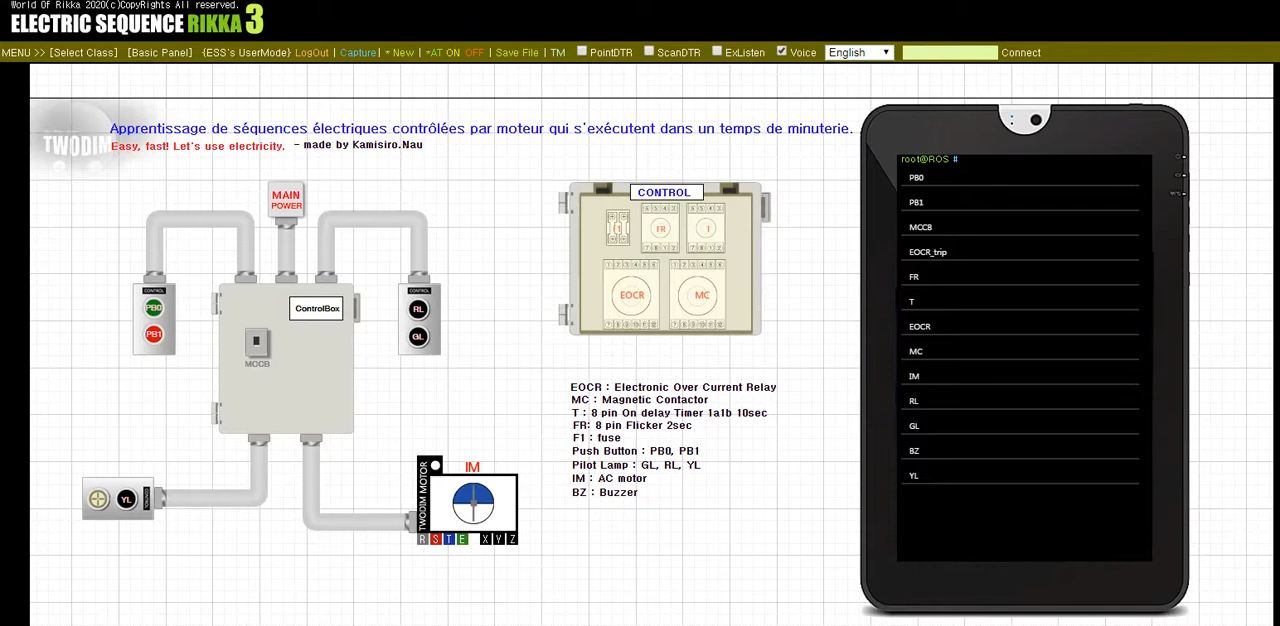 World Of Rikka 2020(c)CopyRights All reserved.
ELECTRIC SEQUENCE RIKKA 3
MENU >> [Select Class] [Basic Panel] {ESS's UserMode} LogOut | Capture | * New | *AT ON OFF | Save File | TM PointDTR ScanDTR ExListen Voice English Connect
TWODIM
Apprentissage de séquences électriques contrôlées par moteur qui s'exécutent dans un temps de minuterie.
Easy, fast! Let's use electricity. - made by Kamisiro.Nau
MAIN
POWER
CONTROL
PB0
PB1
ControlBox
MCCB
CONTROL
RL
GL
YL
CONTROL
IM
TWODIM MOTOR
R S T E X Y Z
CONTROL
F1 FR T
EOCR MC
EOCR : Electronic Over Current Relay
MC : Magnetic Contactor
T : 8 pin On delay Timer 1a1b 10sec
FR: 8 pin Flicker 2sec
F1 : fuse
Push Button : PB0, PB1
Pilot Lamp : GL, RL, YL
IM : AC motor
BZ : Buzzer
root@ROS #
PB0
PB1
MCCB
EOCR_trip
FR
T
EOCR
MC
IM
RL
GL
BZ
YL